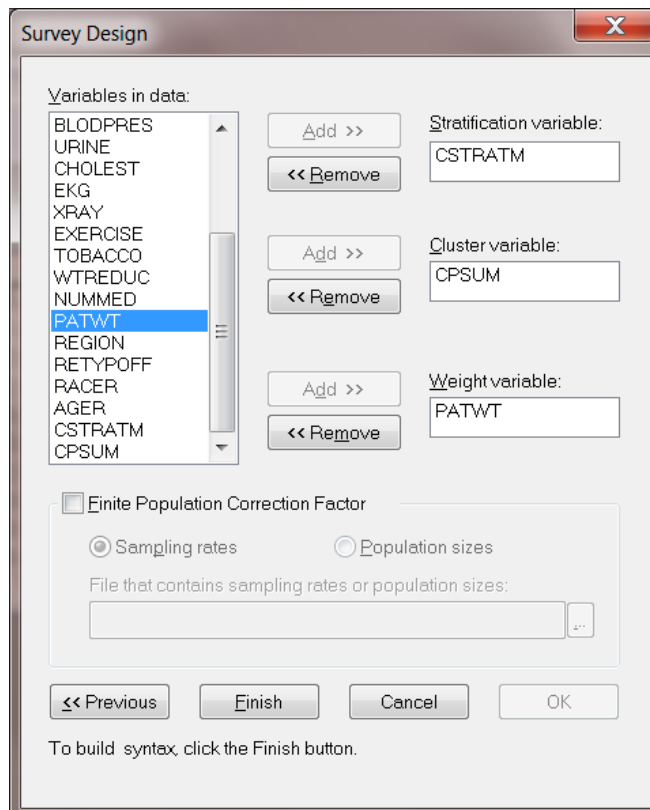 Survey Design
Variables in data:
BLODPRES
URINE
CHOLEST
EKG
XRAY
EXERCISE
TOBACCO
WTREDUC
NUMMED
PATWT
REGION
RETYPOFF
RACER
AGER
CSTRATM
CPSUM
Add >>
<< Remove
Stratification variable:
CSTRATM
Add >>
<< Remove
Cluster variable:
CPSUM
Add >>
<< Remove
Weight variable:
PATWT
Finite Population Correction Factor
Sampling rates
Population sizes
File that contains sampling rates or population sizes:
...
<< Previous
Finish
Cancel
OK
To build syntax, click the Finish button.